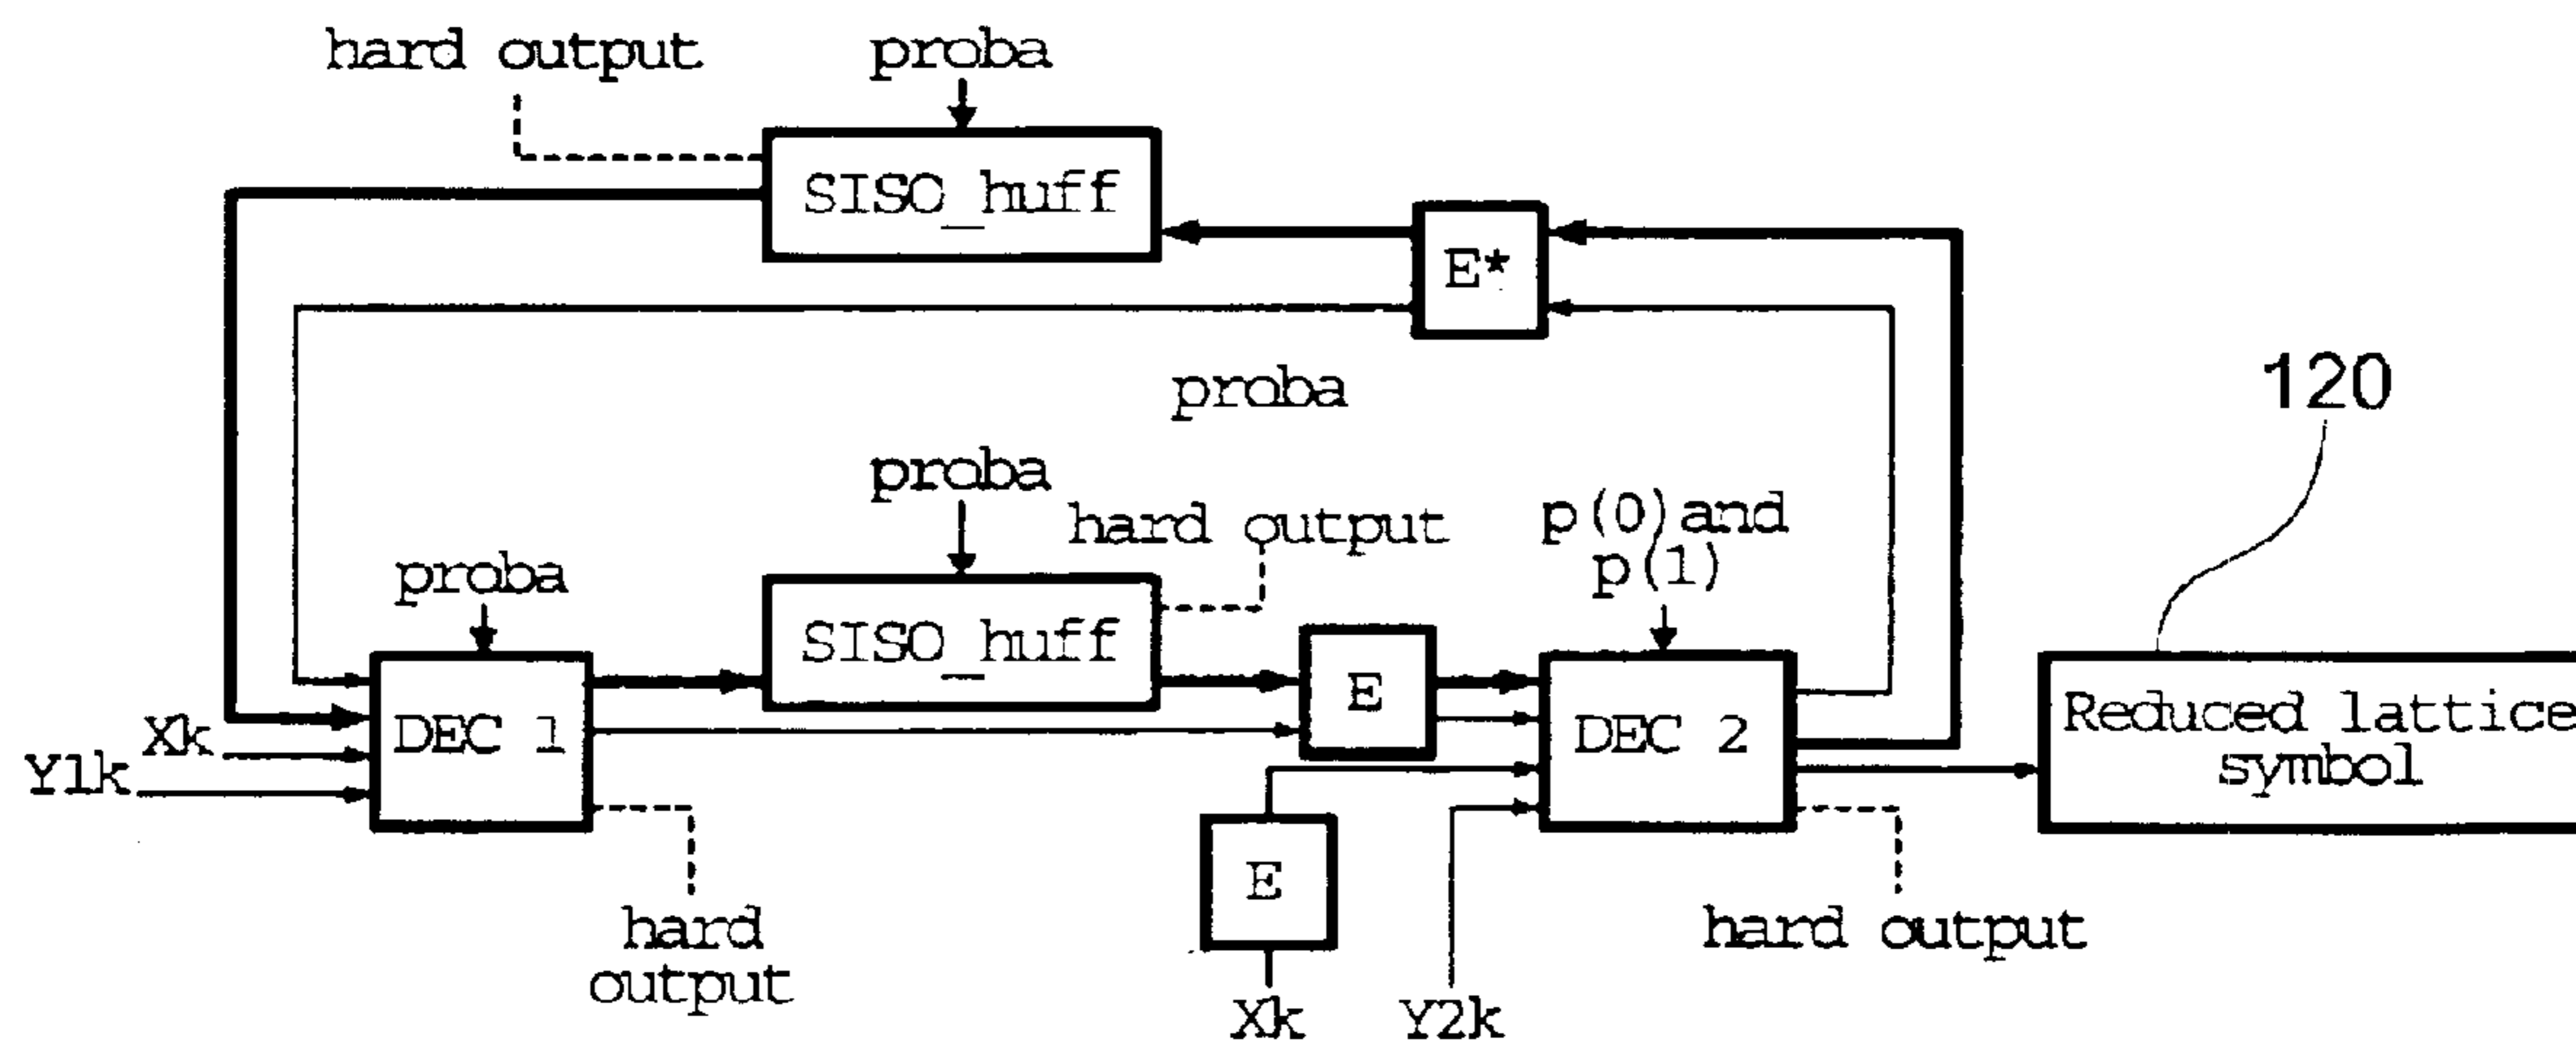 hard output
proba
SISO_huff
E*
proba
120
proba
hard output
p(0) and
p(1)
proba
SISO_huff
E
DEC 1
DEC 2
Reduced lattice
symbol
Xk
Y1k
E
hard
output
hard output
Xk
Y2k